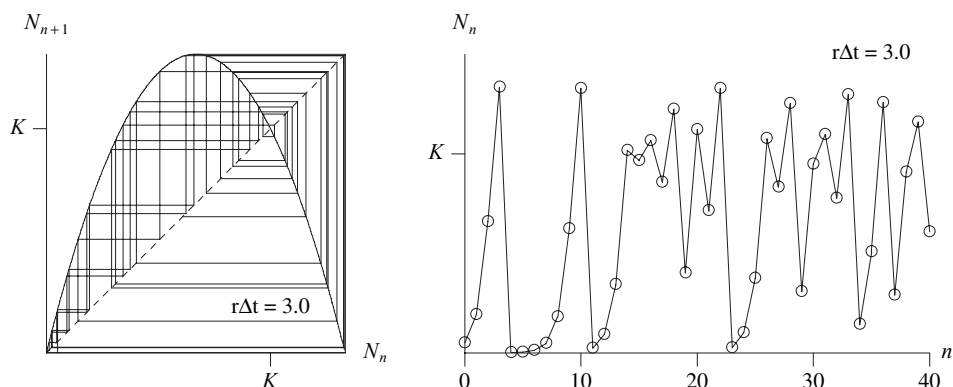 N_{n+1}
K
rΔt = 3.0
N_n
K
N_n
rΔt = 3.0
K
0
10
20
30
40
n